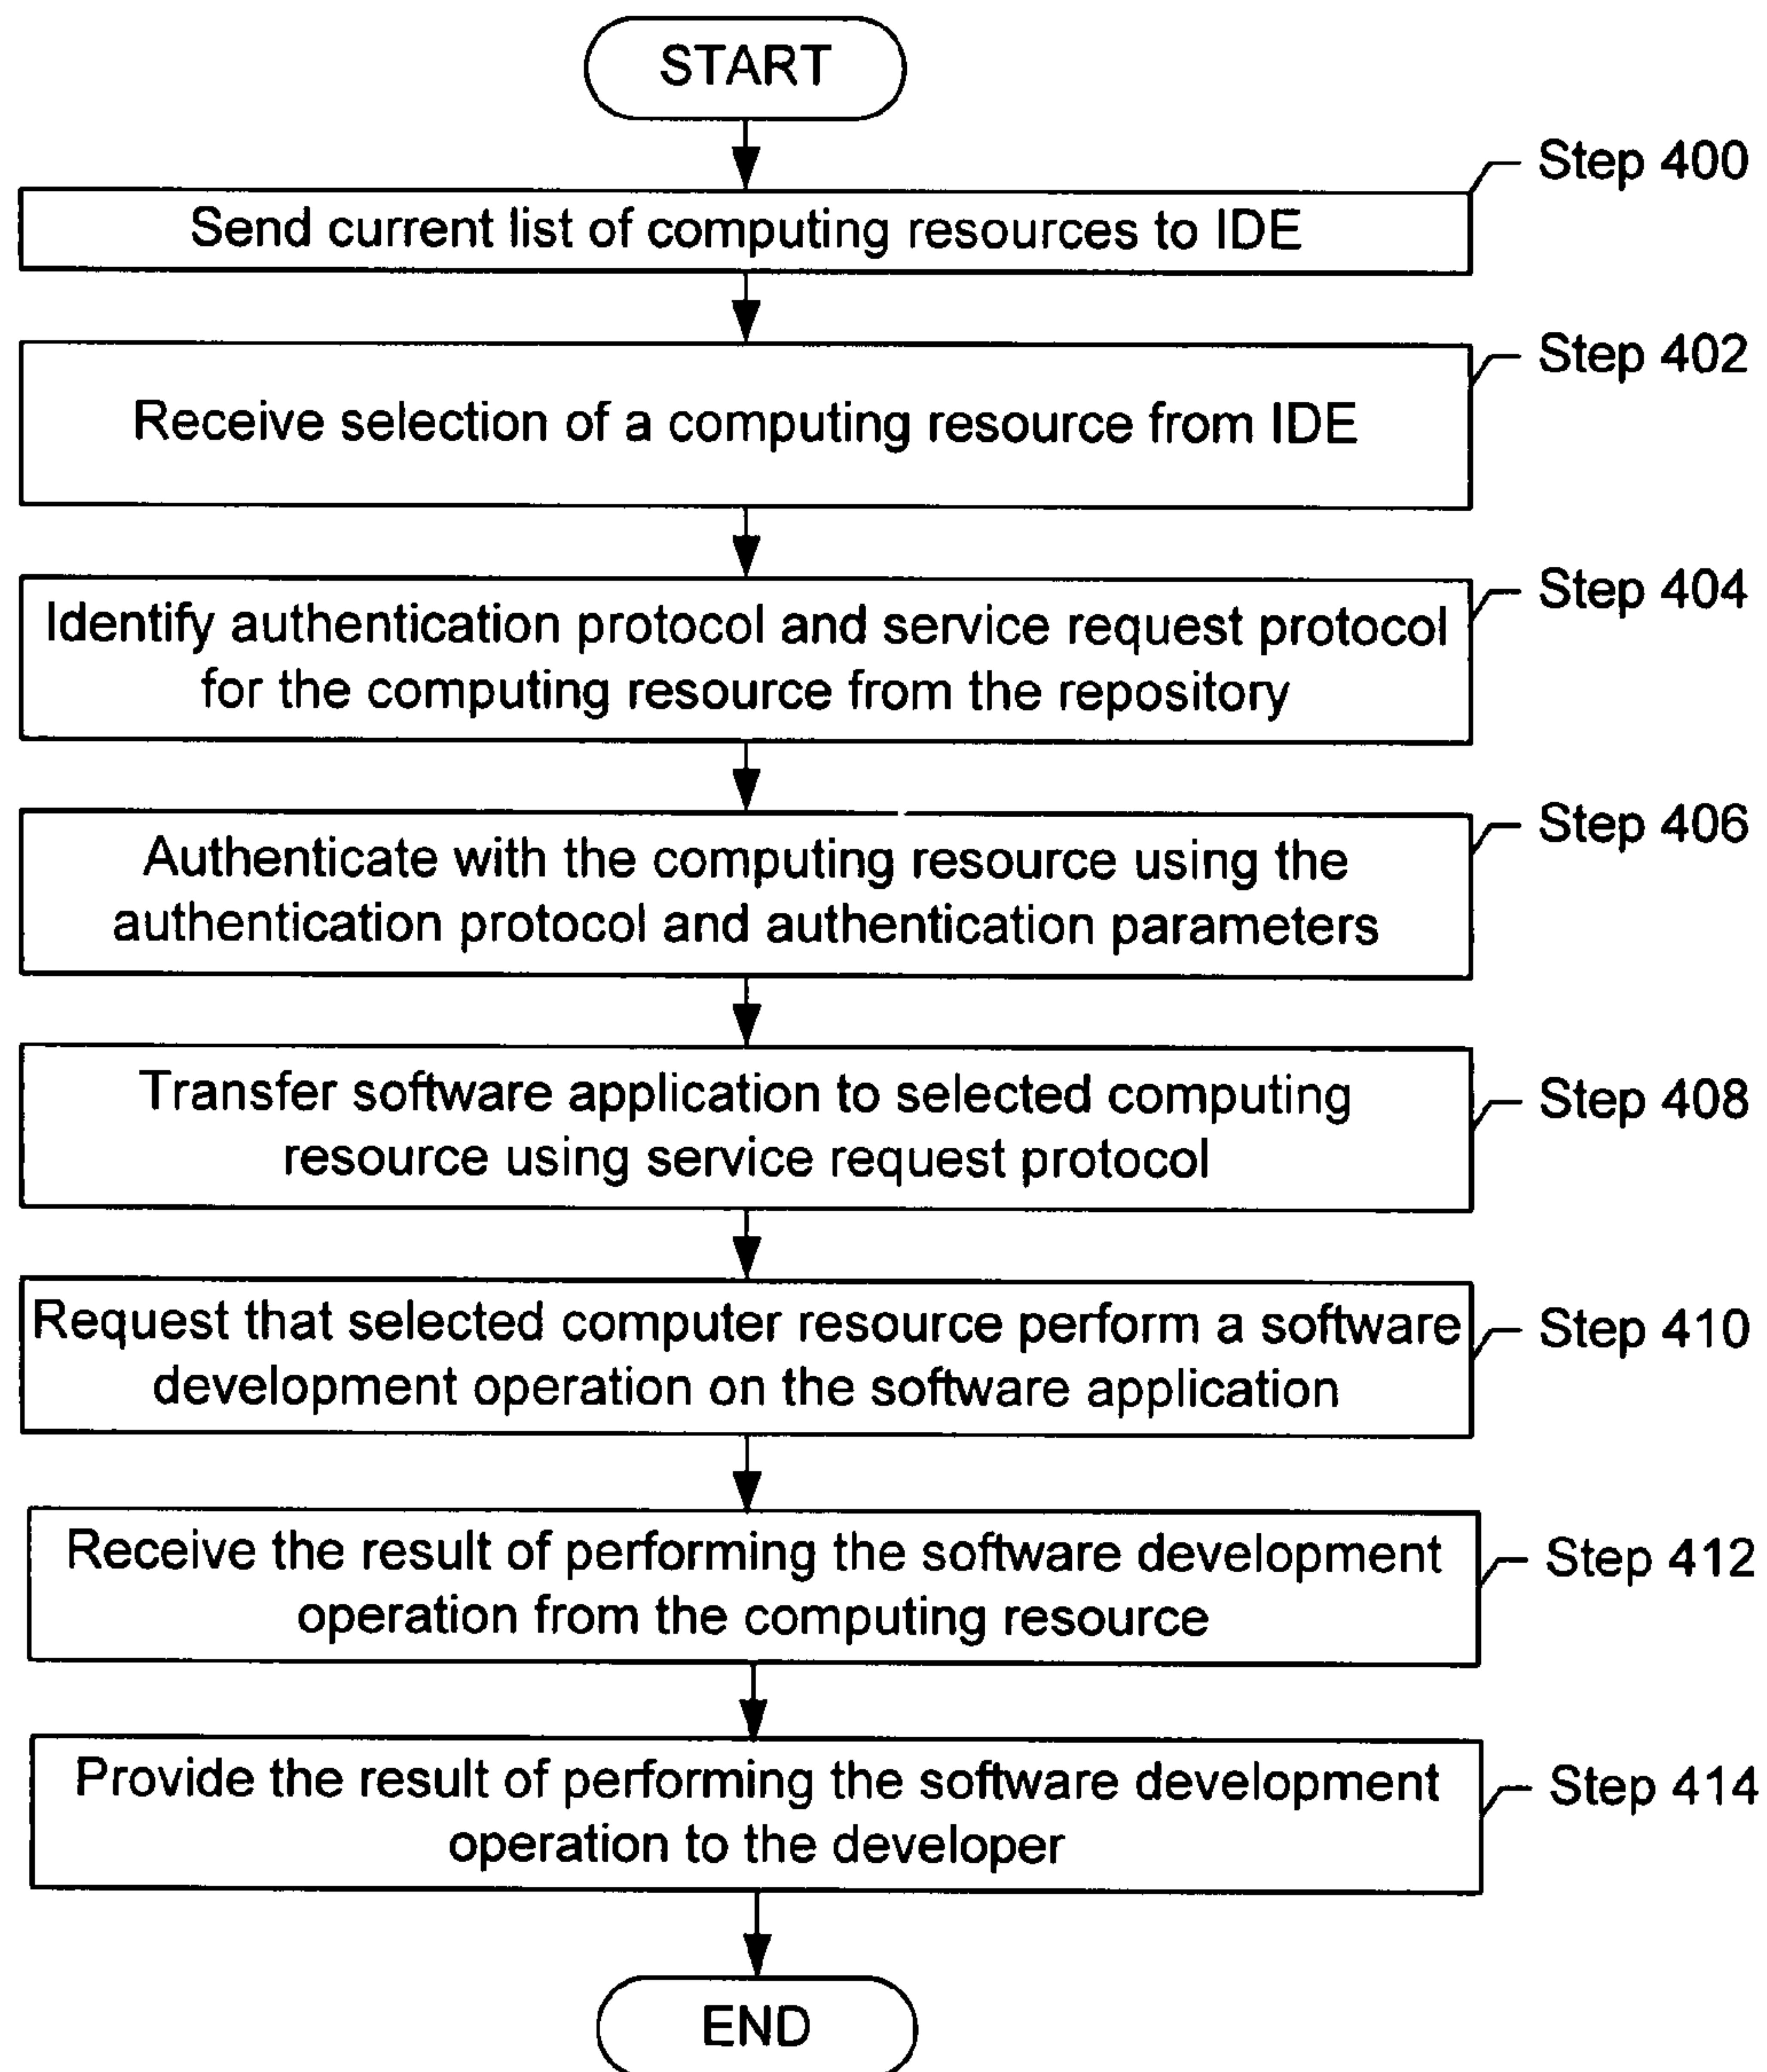 START
Step 400
Send current list of computing resources to IDE
Step 402
Receive selection of a computing resource from IDE
Step 404
Identify authentication protocol and service request protocol
for the computing resource from the repository
Step 406
Authenticate with the computing resource using the
authentication protocol and authentication parameters
Step 408
Transfer software application to selected computing
resource using service request protocol
Step 410
Request that selected computer resource perform a software
development operation on the software application
Step 412
Receive the result of performing the software development
operation from the computing resource
Step 414
Provide the result of performing the software development
operation to the developer
END